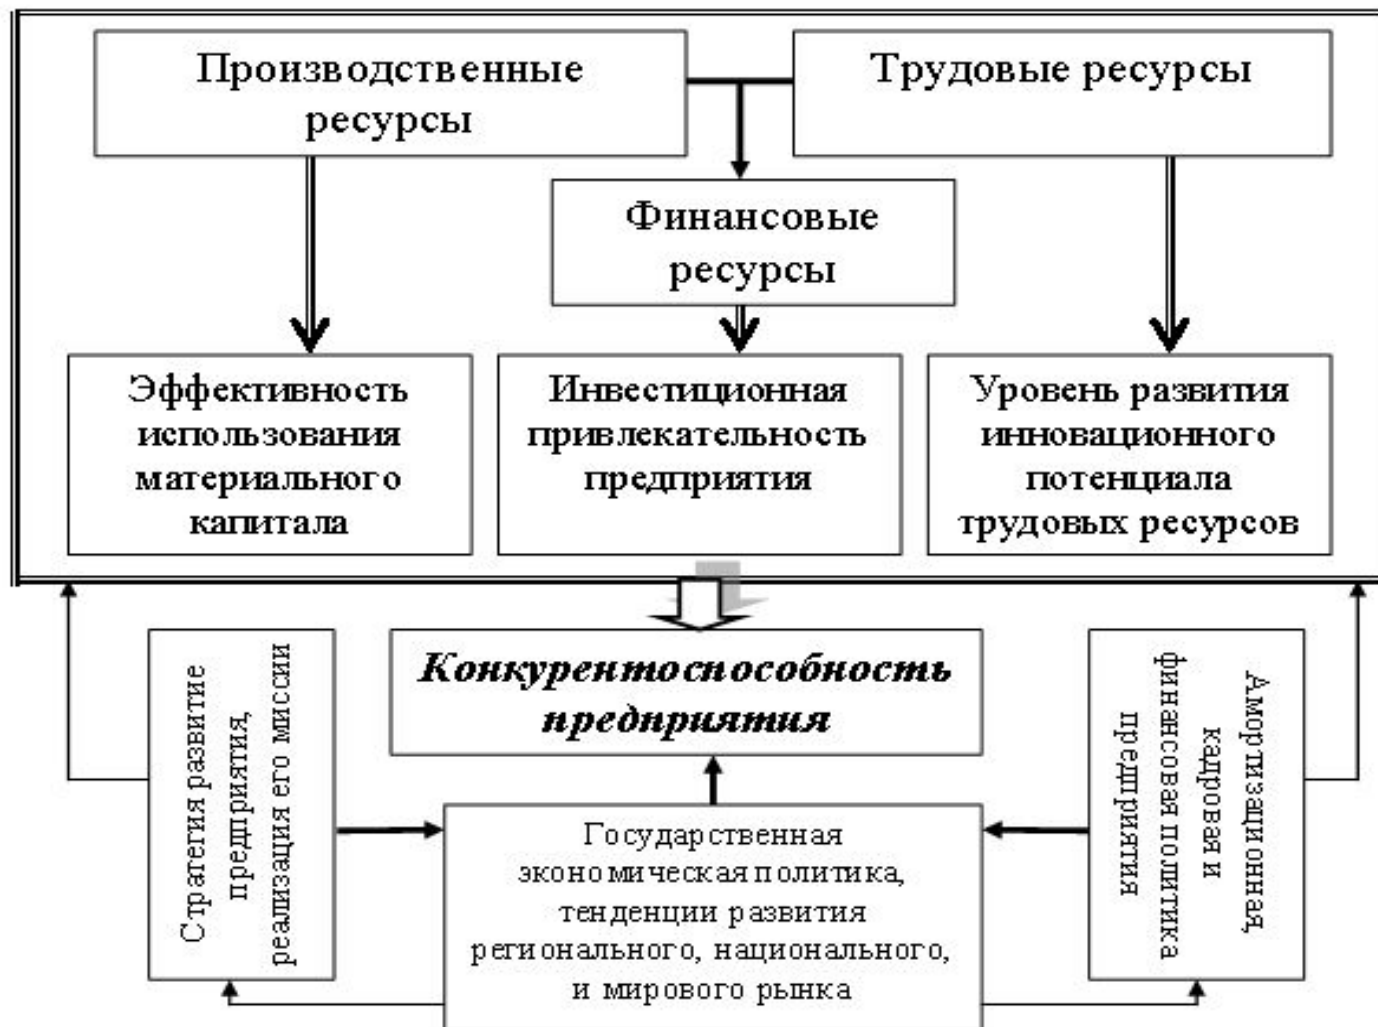 Производственные
ресурсы
Трудовые ресурсы
Финансовые
ресурсы
Эффективность
использования
материального
капитала
Инвестиционная
привлекательность
предприятия
Уровень развития
инновационного
потенциала
трудовых ресурсов
Конкурентоспособность
предприятия
Стратегия развитие
предприятия,
реализация его миссии
Амортизационная,
кадровая и
финансовая политика
предприятия
Государственная
экономическая политика,
тенденции развития
регионального, национального,
и мирового рынка